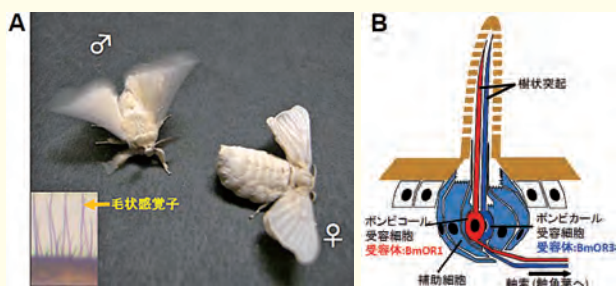 A
♂
毛状感覚子
♀
B
樹状突起
ボンビコール
受容細胞
受容体:BmOR1
ボンビカール
受容細胞
受容体:BmOR3
補助細胞
軸索 (触角葉へ)